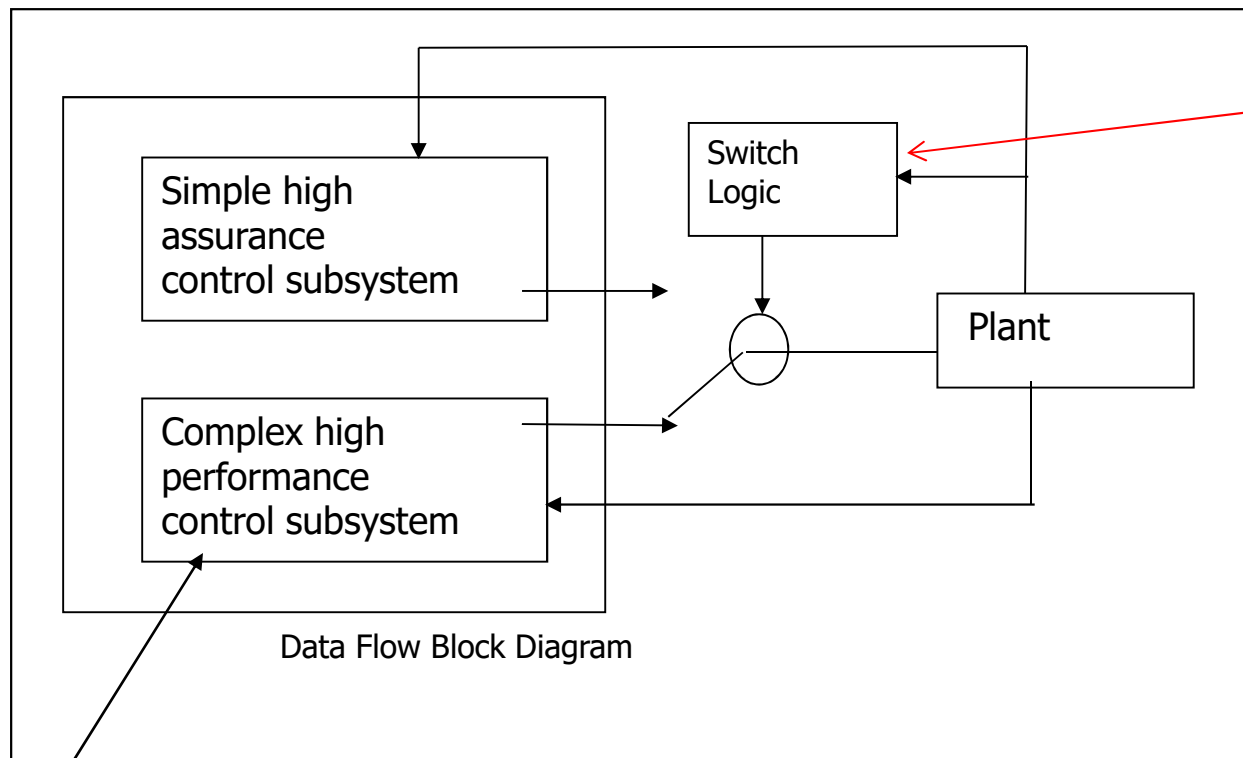 Simple high
assurance
control subsystem
Switch
Logic
Plant
Complex high
performance
control subsystem
Data Flow Block Diagram